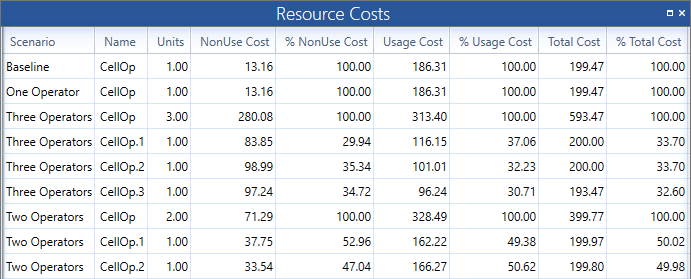 Resource Costs
Scenario Name Units NonUse Cost % NonUse Cost Usage Cost % Usage Cost Total Cost % Total Cost
Baseline CellOp 1.00 13.16 100.00 186.31 100.00 199.47 100.00
One Operator CellOp 1.00 13.16 100.00 186.31 100.00 199.47 100.00
Three Operators CellOp 3.00 280.08 100.00 313.40 100.00 593.47 100.00
Three Operators CellOp.1 1.00 83.85 29.94 116.15 37.06 200.00 33.70
Three Operators CellOp.2 1.00 98.99 35.34 101.01 32.23 200.00 33.70
Three Operators CellOp.3 1.00 97.24 34.72 96.24 30.71 193.47 32.60
Two Operators CellOp 2.00 71.29 100.00 328.49 100.00 399.77 100.00
Two Operators CellOp.1 1.00 37.75 52.96 162.22 49.38 199.97 50.02
Two Operators CellOp.2 1.00 33.54 47.04 166.27 50.62 199.80 49.98